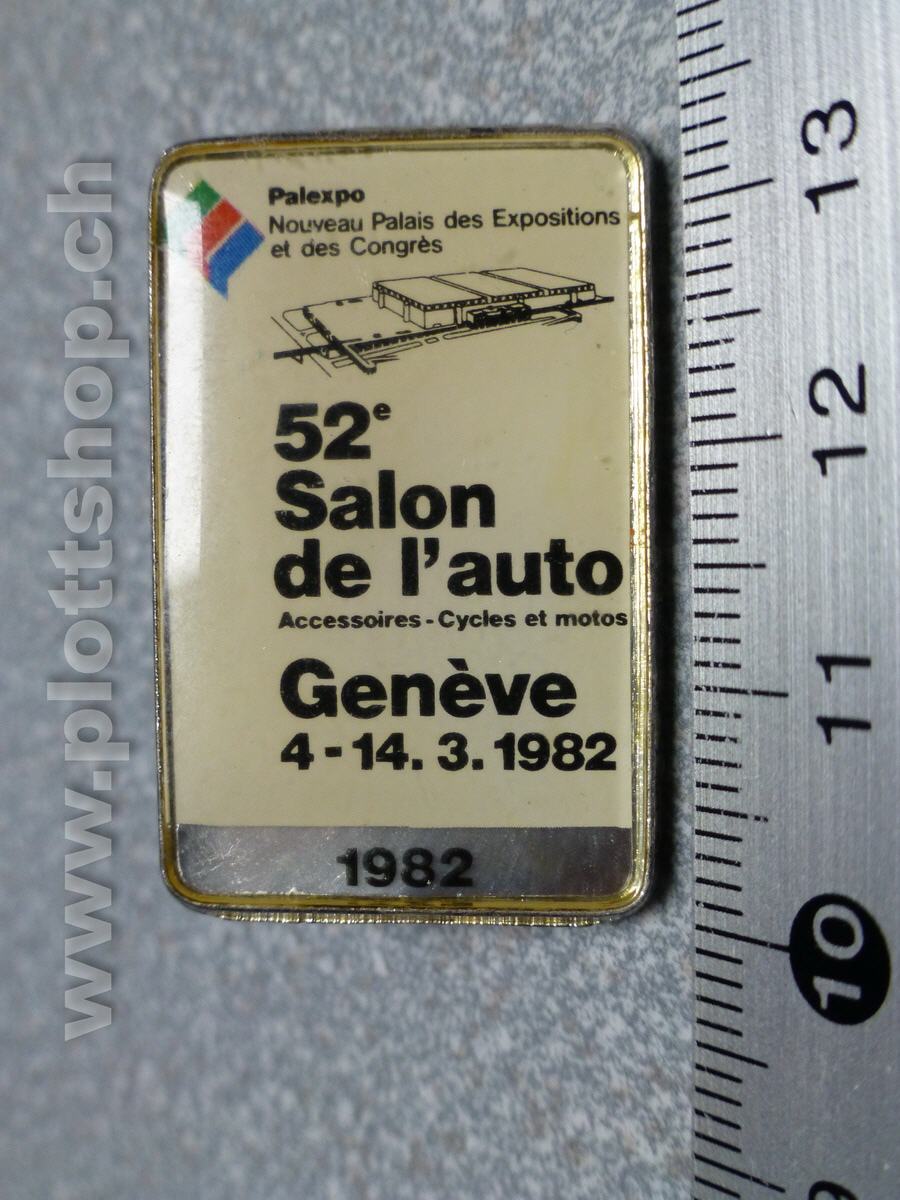 Palexpo
Nouveau Palais des Expositions
et des Congrès
52e
Salon
de l'auto
Accessoires - Cycles et motos
Genève
4 - 14. 3. 1982
1982
www.plottshop.ch
13
12
11
10